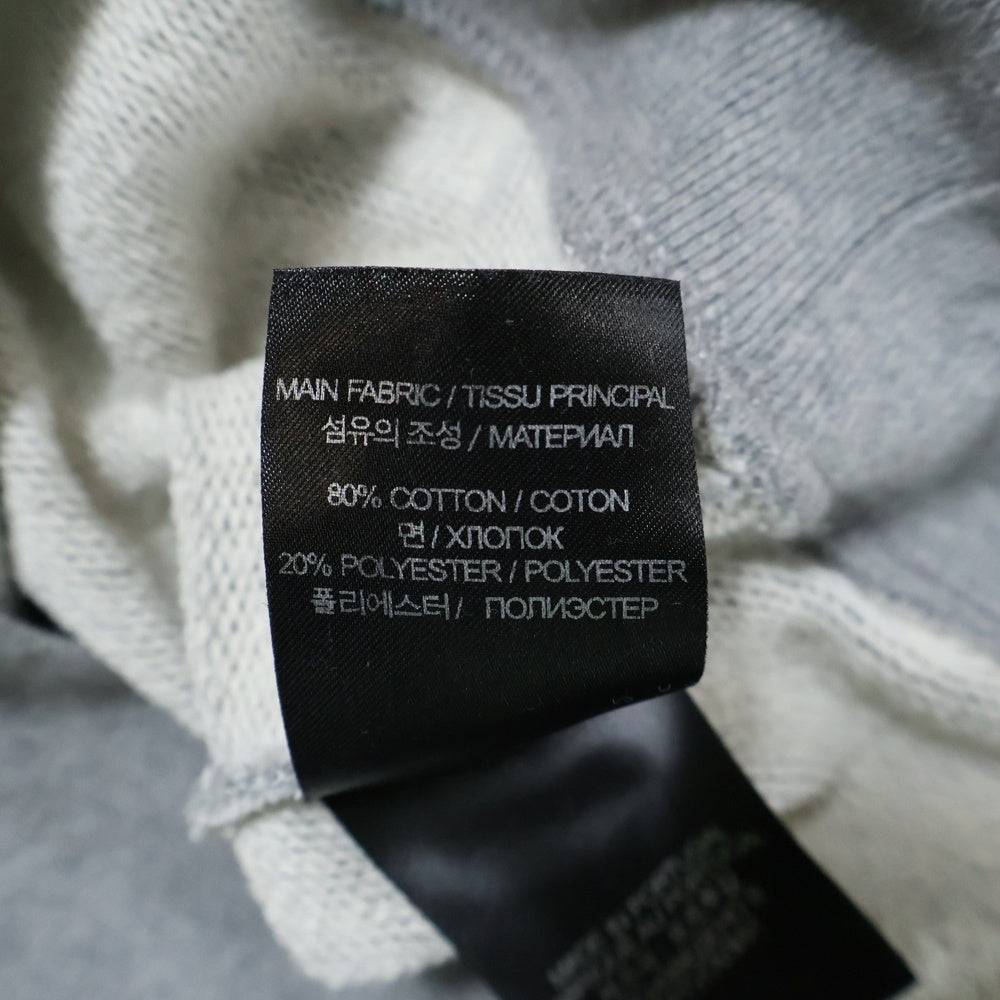 MAIN FABRIC / TISSU PRINCIPAL
섬유의 조성 / МАТЕРИАЛ
80% COTTON / COTON
면 / ХЛОПОК
20% POLYESTER / POLYESTER
폴리에스터 / ПОЛИЭСТЕР